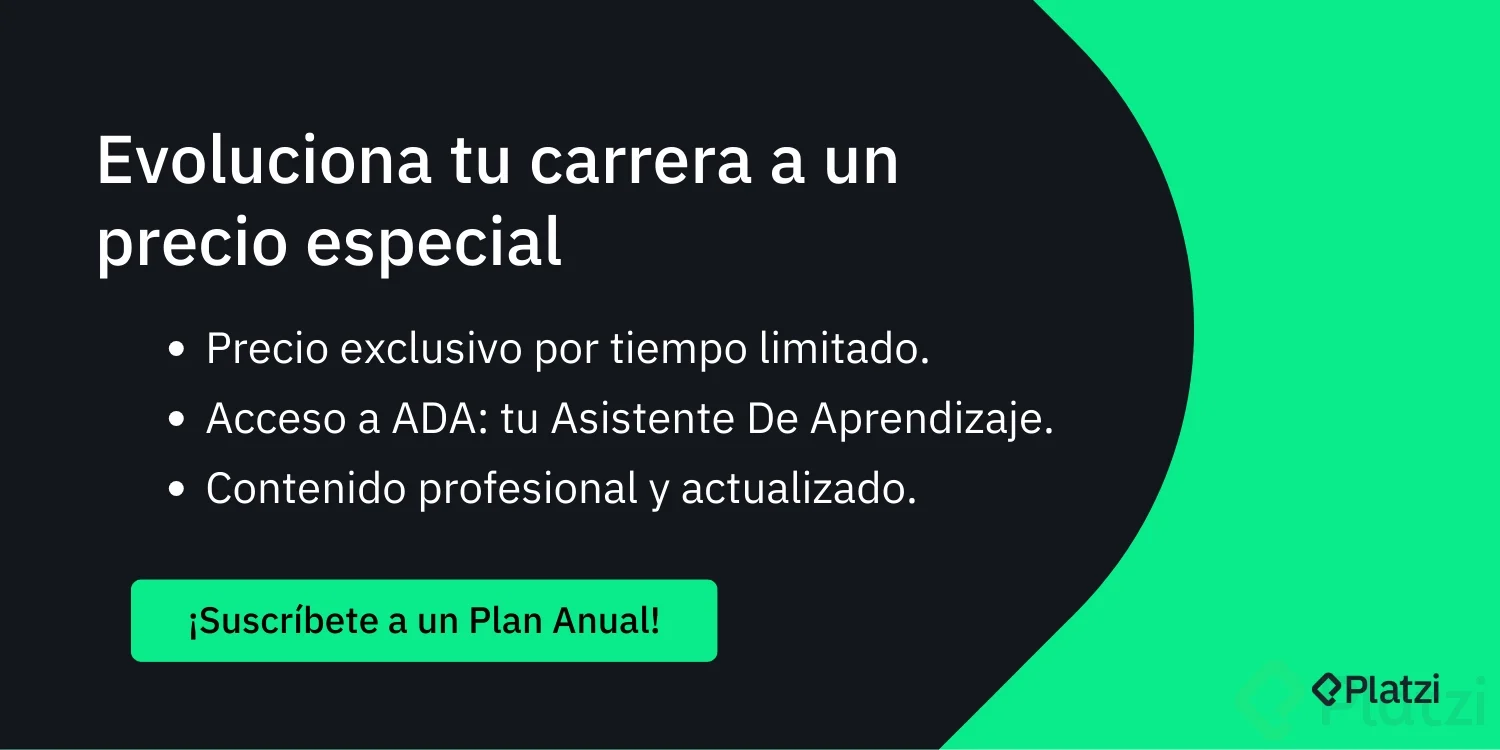 Evoluciona tu carrera a un
precio especial
• Precio exclusivo por tiempo limitado.
• Acceso a ADA: tu Asistente De Aprendizaje.
• Contenido profesional y actualizado.
¡Suscríbete a un Plan Anual!
Platzi
Platzi